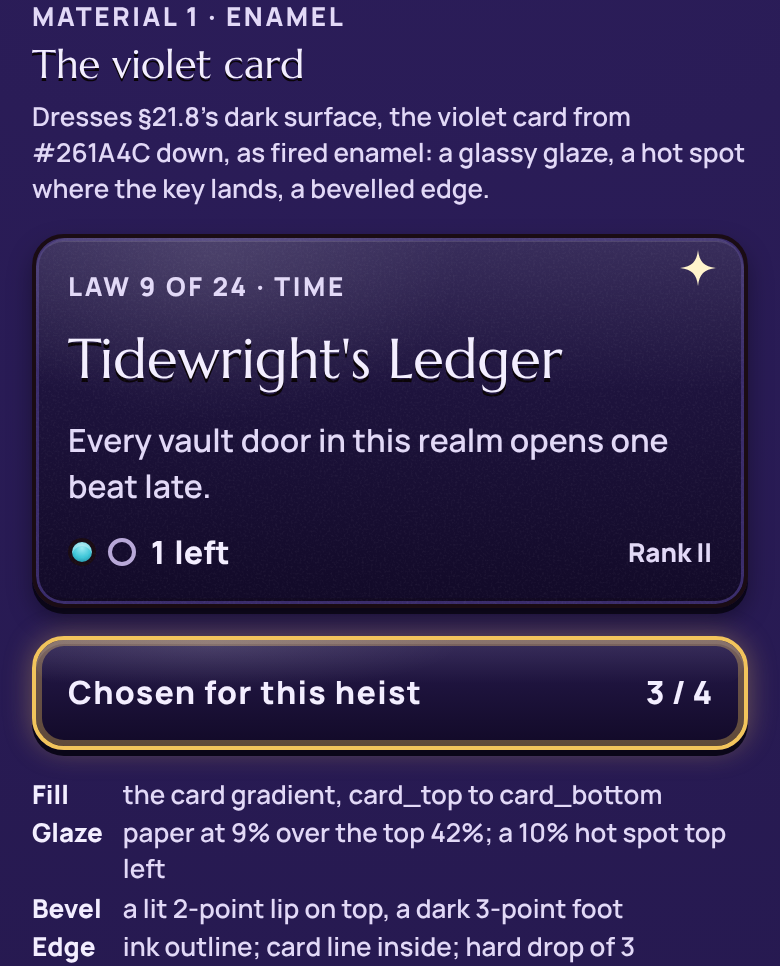 MATERIAL 1 · ENAMEL
The violet card
Dresses §21.8’s dark surface, the violet card from
#261A4C down, as fired enamel: a glassy glaze, a hot spot
where the key lands, a bevelled edge.
LAW 9 OF 24 · TIME
Tidewright's Ledger
Every vault door in this realm opens one
beat late.
1 left
Rank II
Chosen for this heist
3 / 4
Fill the card gradient, card_top to card_bottom
Glaze paper at 9% over the top 42%; a 10% hot spot top
left
Bevel a lit 2-point lip on top, a dark 3-point foot
Edge ink outline; card line inside; hard drop of 3